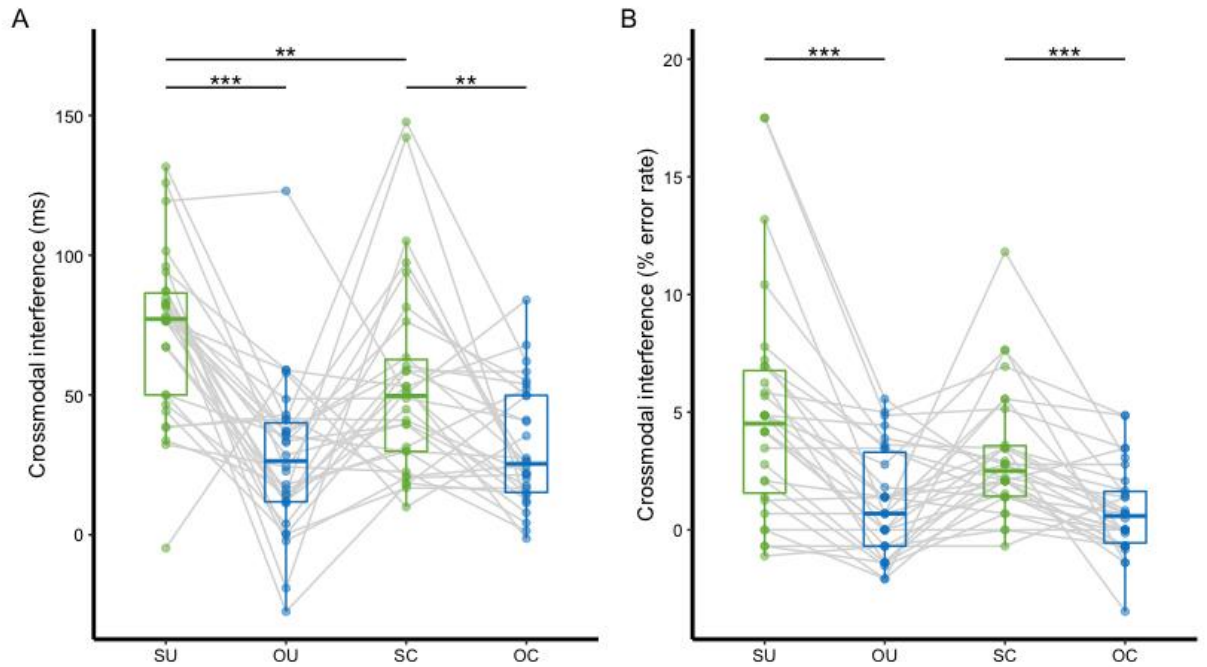 A
Crossmodal interference (ms)
150
100
50
0
**
***
**
SU OU SC OC
B
Crossmodal interference (% error rate)
20
15
10
5
0
***
***
SU OU SC OC